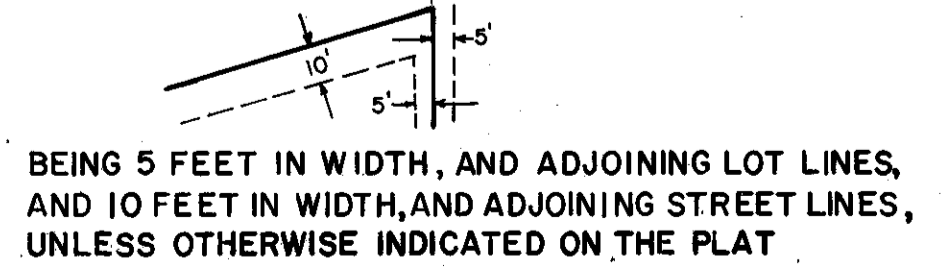 5'
10'
5'
BEING 5 FEET IN WIDTH, AND ADJOINING LOT LINES,
AND 10 FEET IN WIDTH, AND ADJOINING STREET LINES,
UNLESS OTHERWISE INDICATED ON THE PLAT